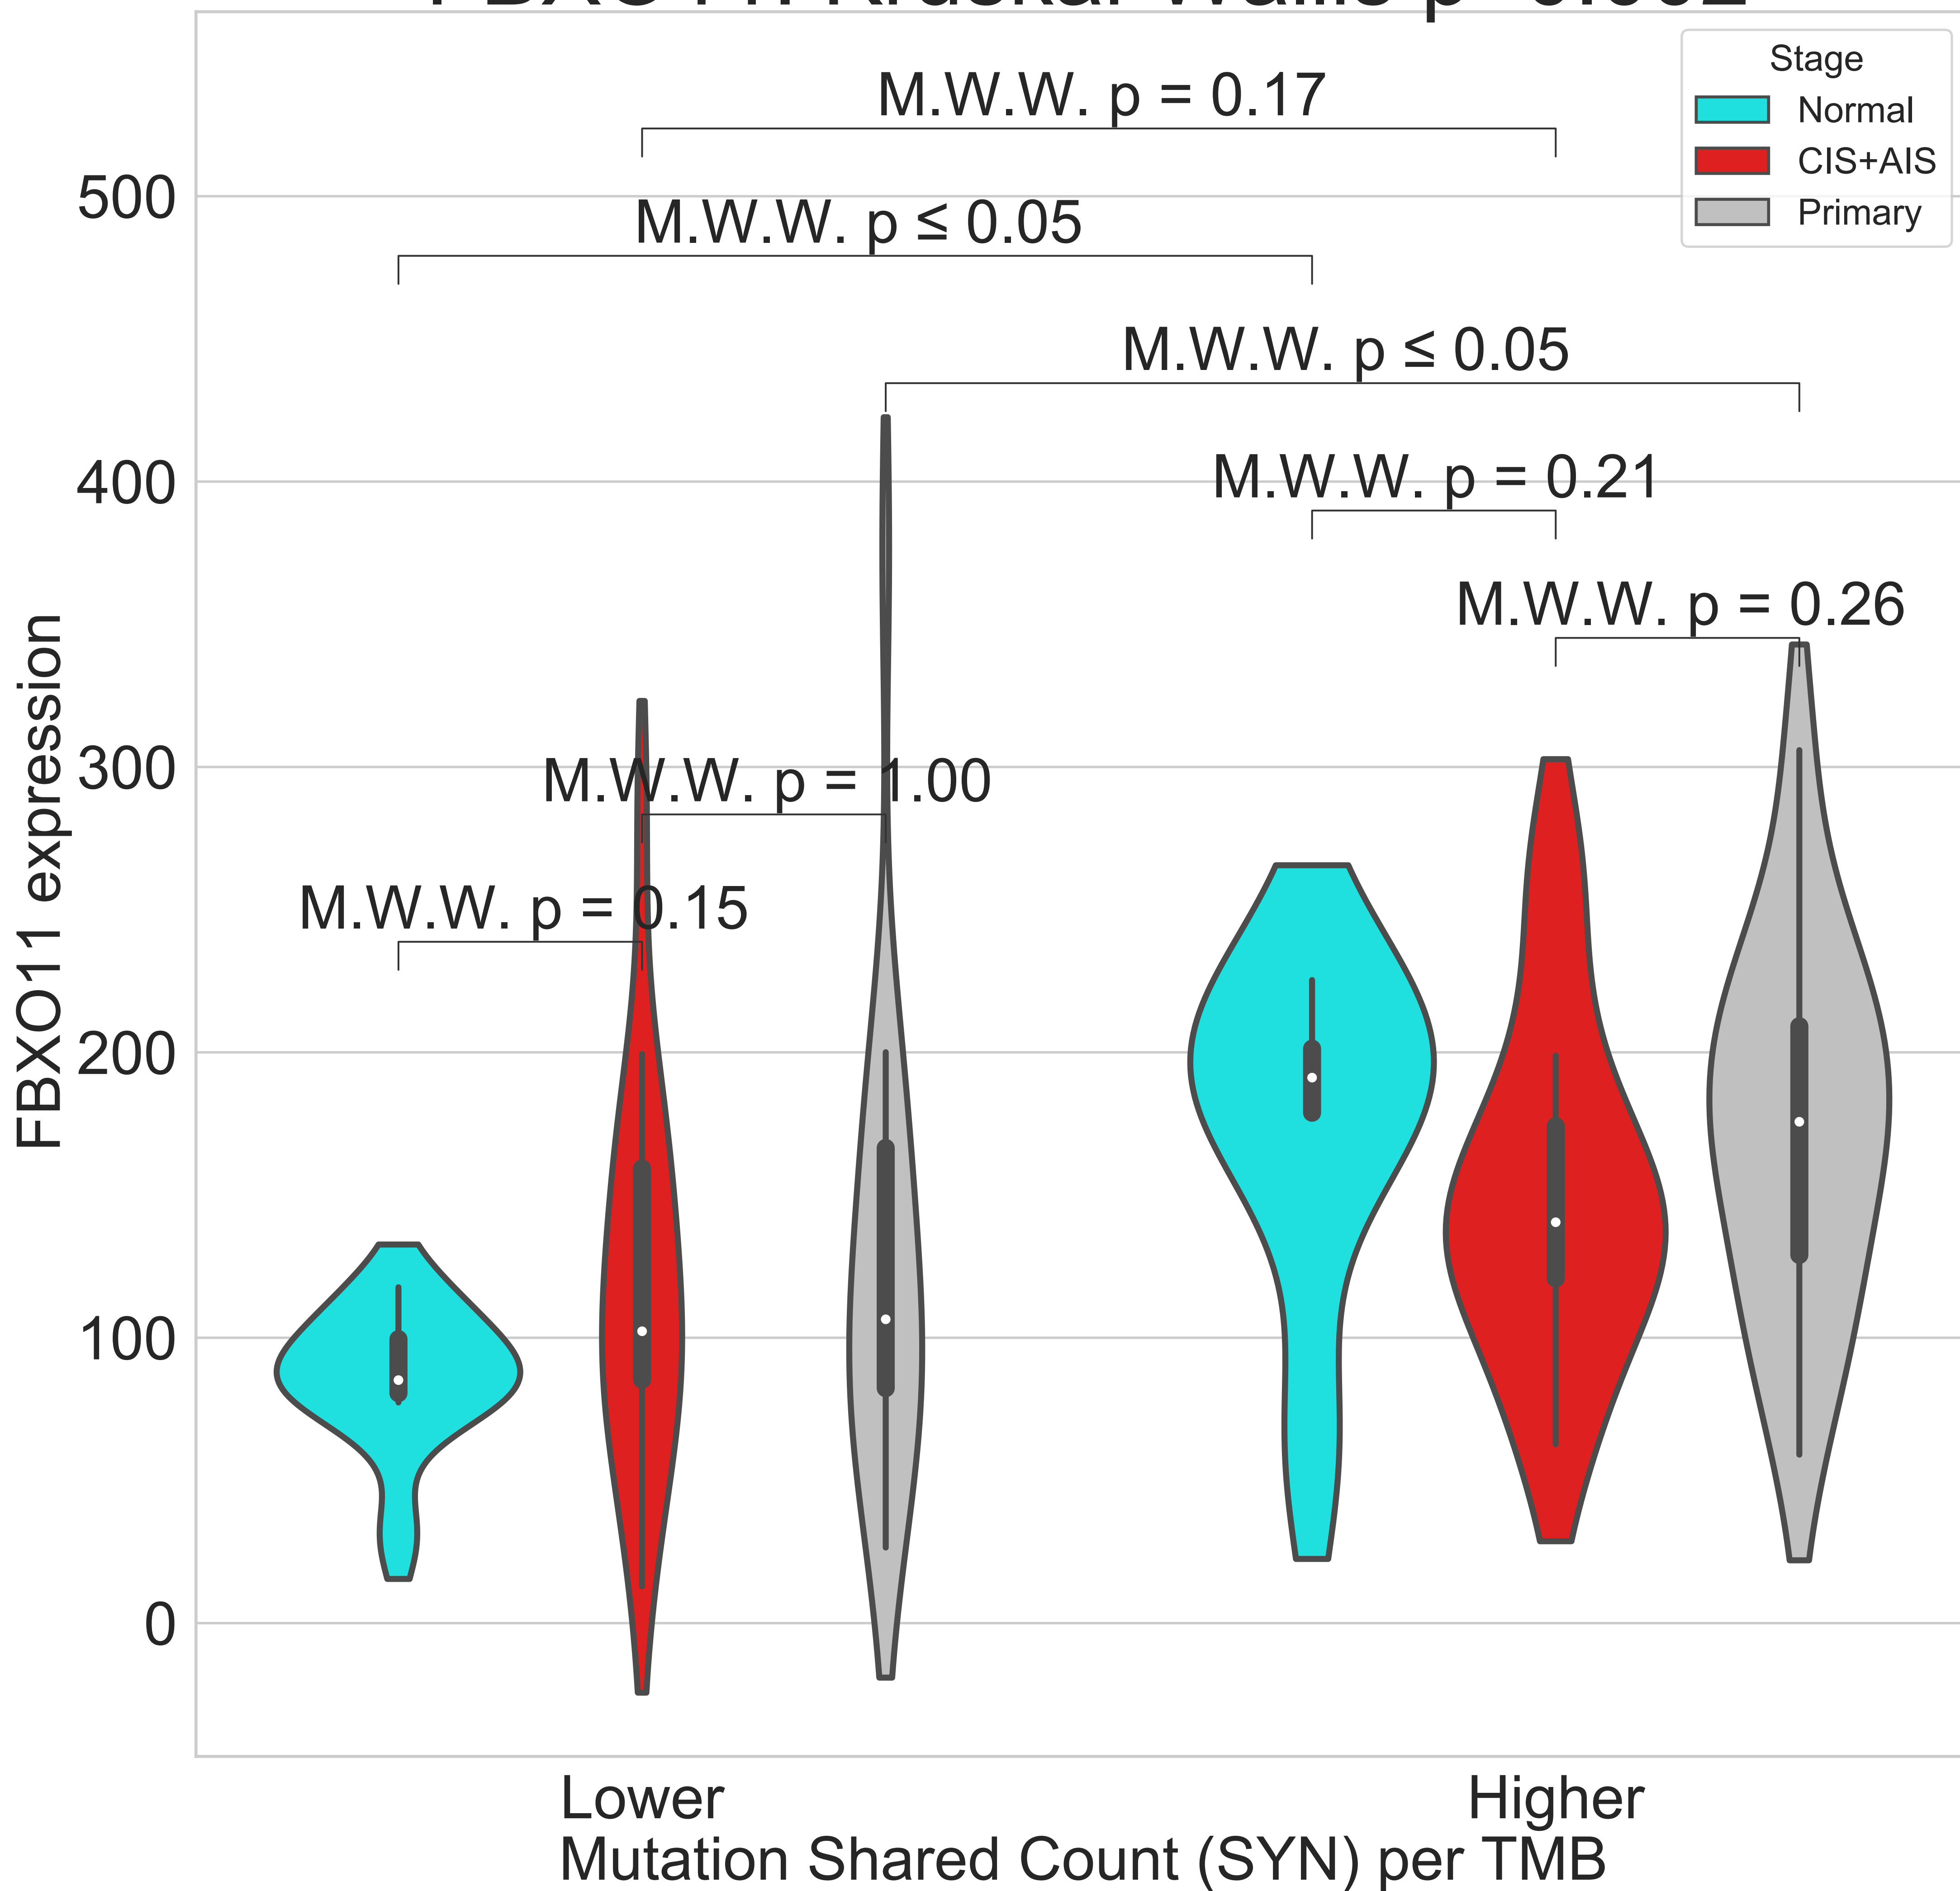 Stage
Normal
CIS+AIS
Primary
M.W.W. p = 0.17
M.W.W. p ≤ 0.05
M.W.W. p ≤ 0.05
M.W.W. p = 0.21
M.W.W. p = 0.26
M.W.W. p = 1.00
M.W.W. p = 0.15
FBXO11 expression
500
400
300
200
100
0
Lower
Higher
Mutation Shared Count (SYN) per TMB